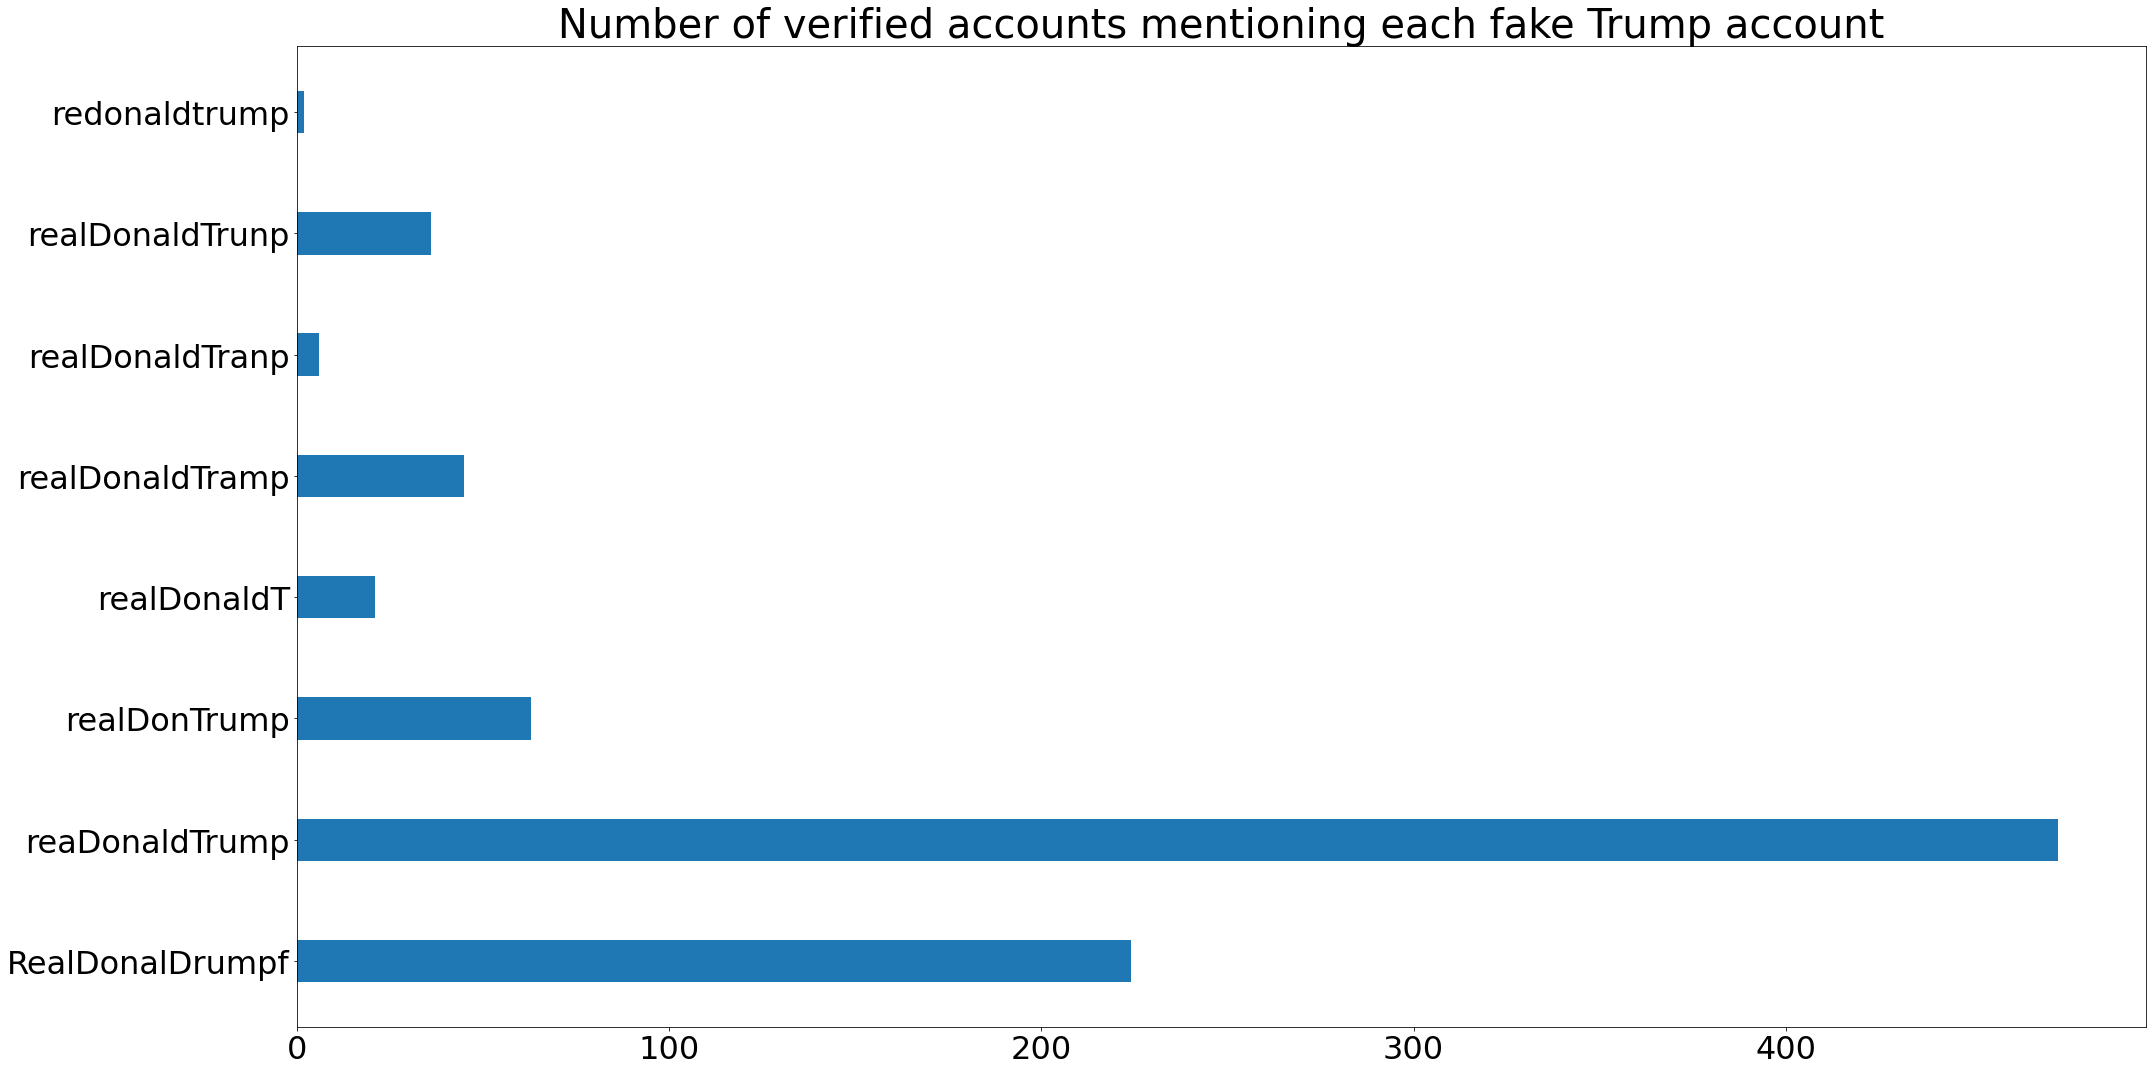 Number of verified accounts mentioning each fake Trump account
redonaldtrump
realDonaldTrunp
realDonaldTranp
realDonaldTramp
realDonaldT
realDonTrump
reaDonaldTrump
RealDonalDrumpf
0 100 200 300 400